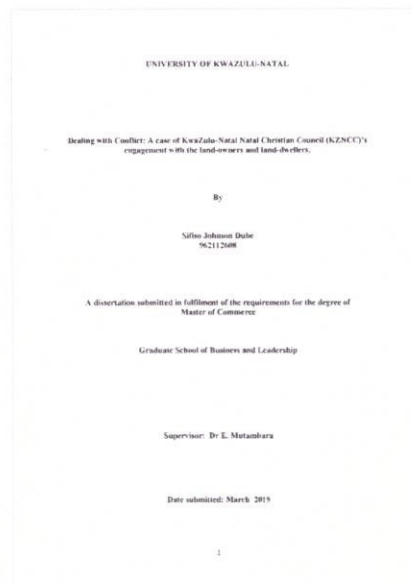 UNIVERSITY OF KWAZULU-NATAL
Dealing with Conflict: A case of KwaZulu-Natal Natal Christian Council (KZNCC)'s
engagement with the land-owners and land-dwellers.
By
Sifiso Johnson Dube
962112608
A dissertation submitted in fulfilment of the requirements for the degree of
Master of Commerce
Graduate School of Business and Leadership
Supervisor: Dr E. Mutambara
Date submitted: March 2019
1